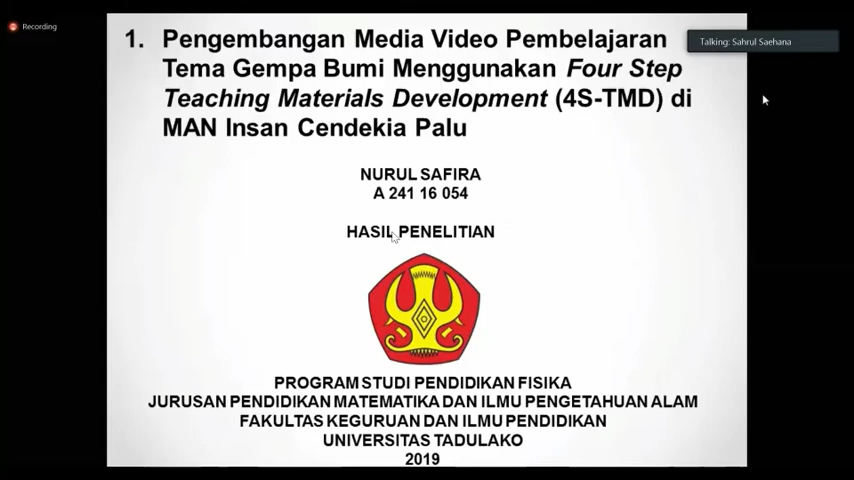 Recording
Talking: Sahrul Saehana
1. Pengembangan Media Video Pembelajaran
Tema Gempa Bumi Menggunakan Four Step
Teaching Materials Development (4S-TMD) di
MAN Insan Cendekia Palu
NURUL SAFIRA
A 241 16 054
HASIL PENELITIAN
PROGRAM STUDI PENDIDIKAN FISIKA
JURUSAN PENDIDIKAN MATEMATIKA DAN ILMU PENGETAHUAN ALAM
FAKULTAS KEGURUAN DAN ILMU PENDIDIKAN
UNIVERSITAS TADULAKO
2019